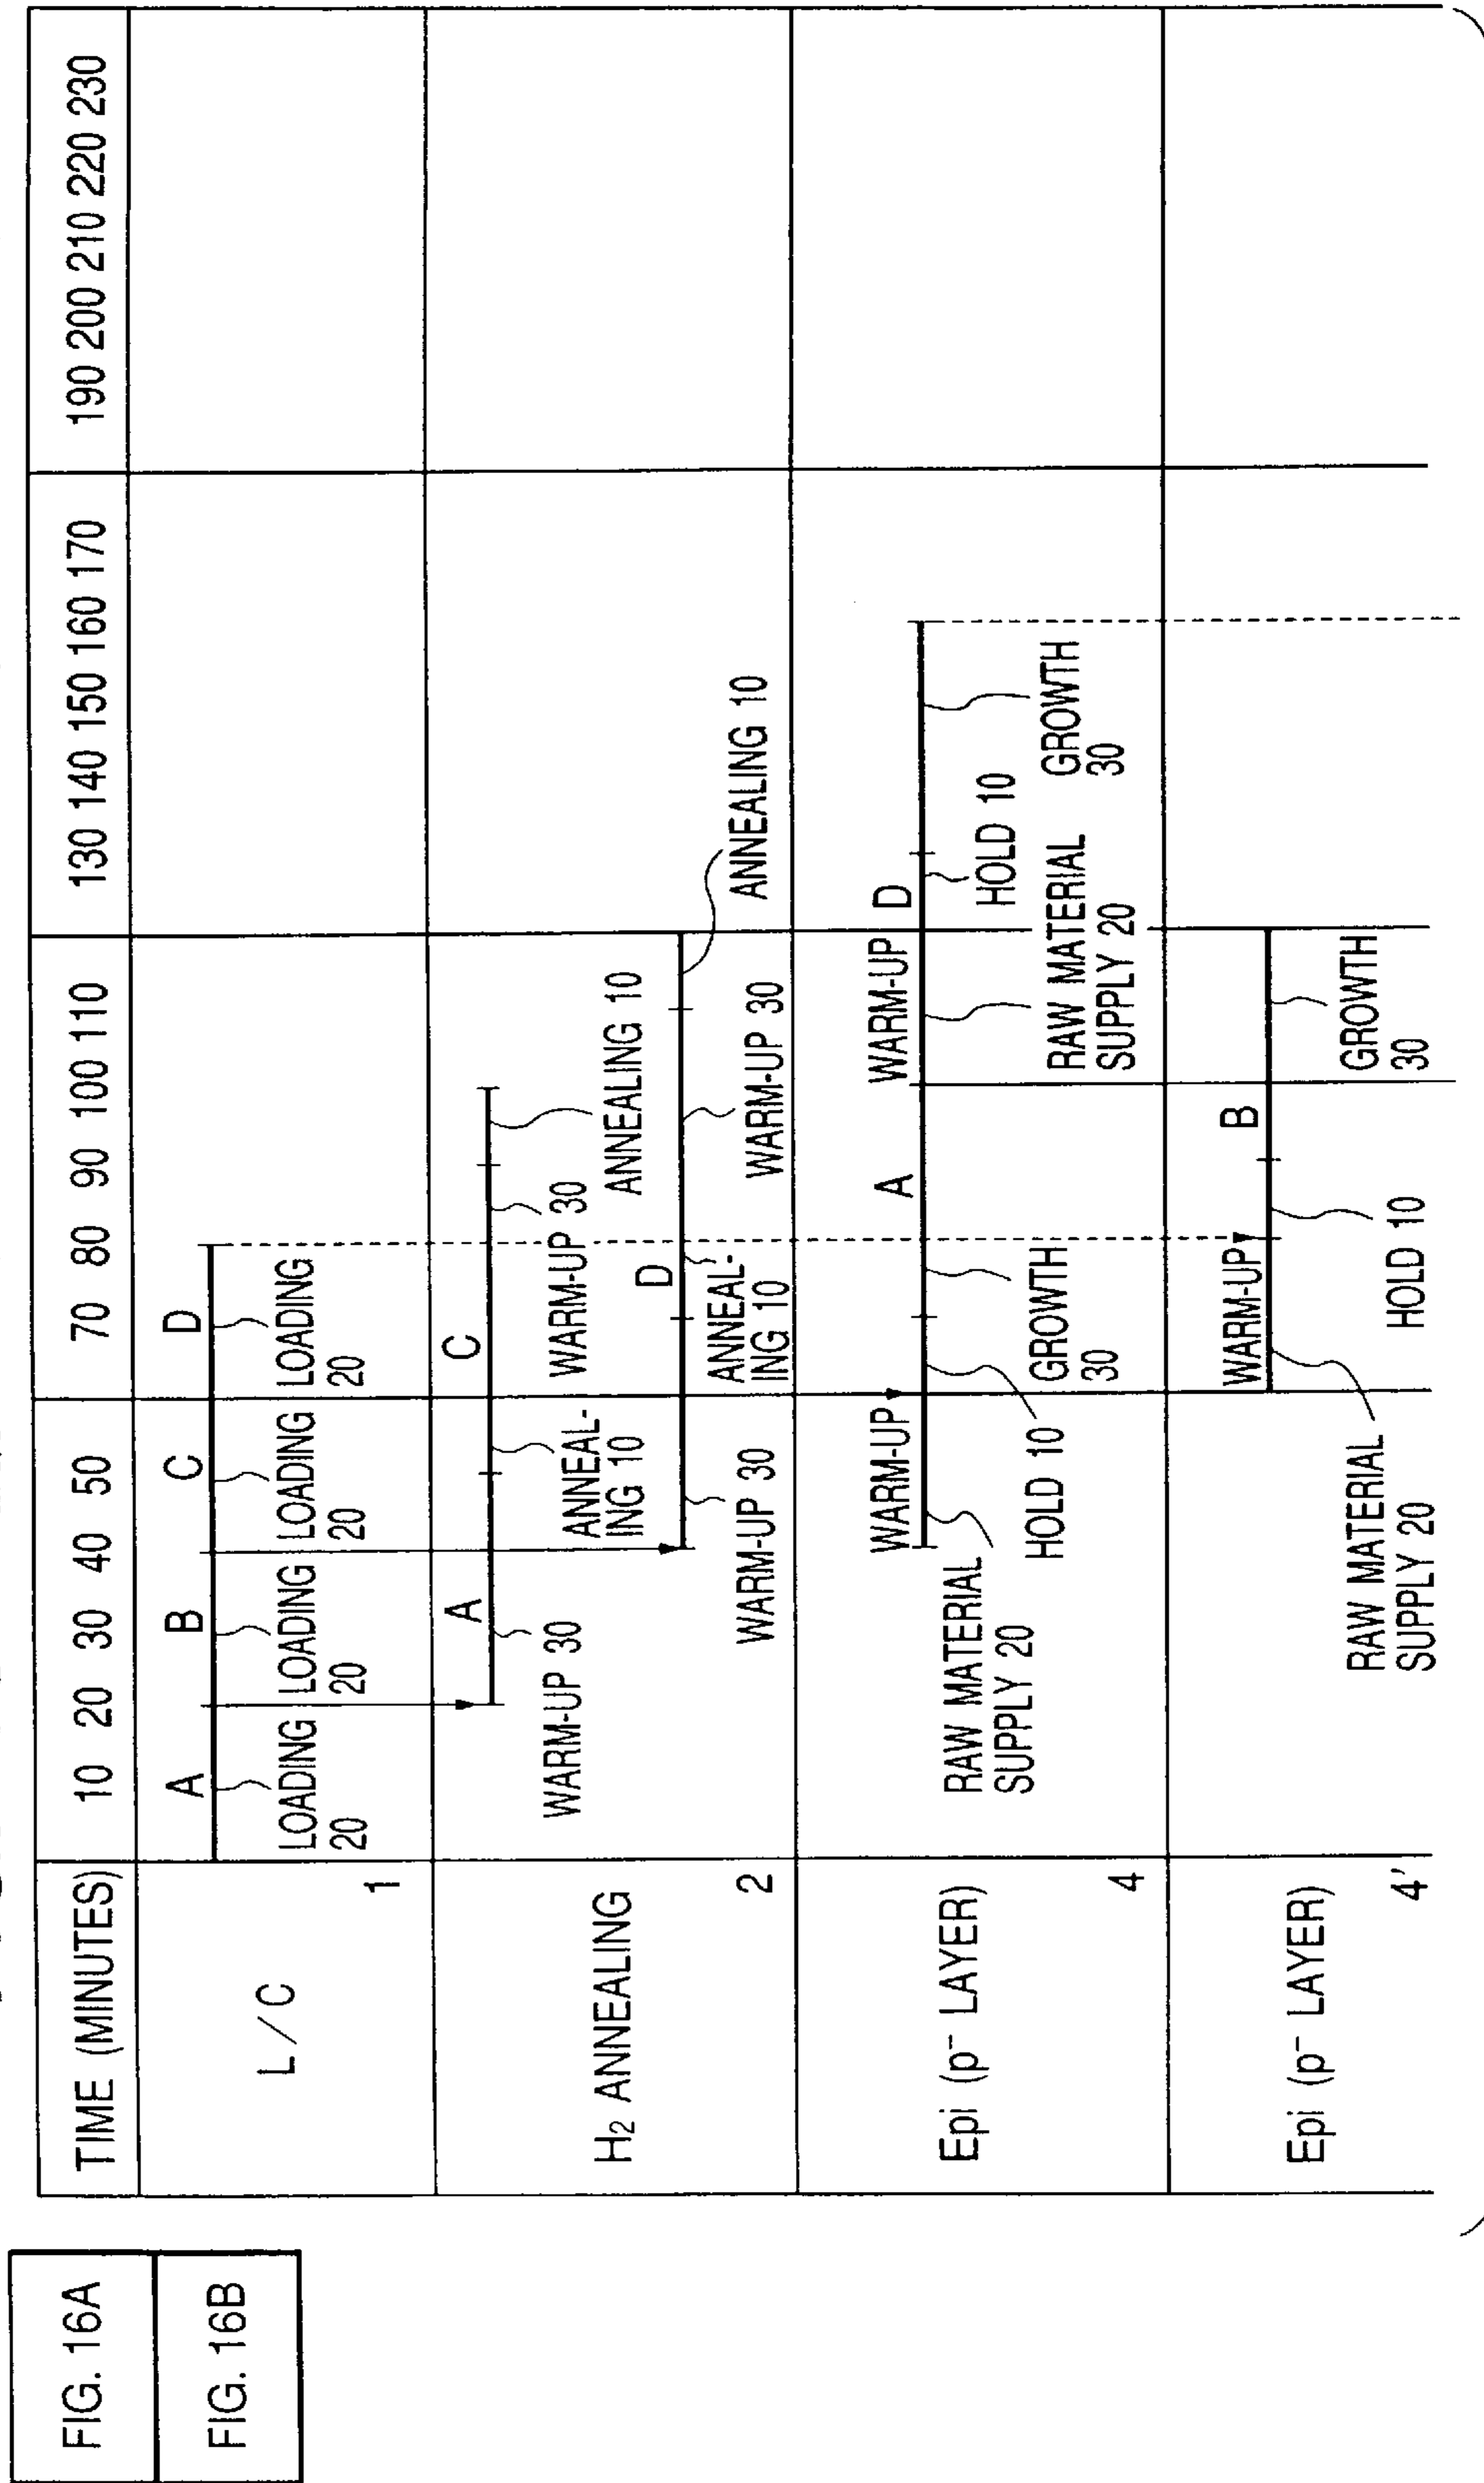 FIG. 16A
FIG. 16B
TIME (MINUTES)
10 20 30 40 50 70 80 90 100 110 130 140 150 160 170 190 200 210 220 230
L/C
1
A
B
C
D
LOADING
20
LOADING
20
LOADING
20
LOADING
20
H₂ ANNEALING
2
A
C
WARM-UP 30
ANNEAL-
ING 10
WARM-UP 30
ANNEALING 10
D
WARM-UP 30
ANNEAL-
ING 10
WARM-UP 30
ANNEALING 10
Epi (p⁻ LAYER)
4
WARM-UP
A
WARM-UP
D
RAW MATERIAL
SUPPLY 20
HOLD 10
GROWTH
30
RAW MATERIAL
SUPPLY 20
HOLD 10
GROWTH
30
Epi (p⁻ LAYER)
4'
WARM-UP
B
RAW MATERIAL
SUPPLY 20
HOLD 10
GROWTH
30